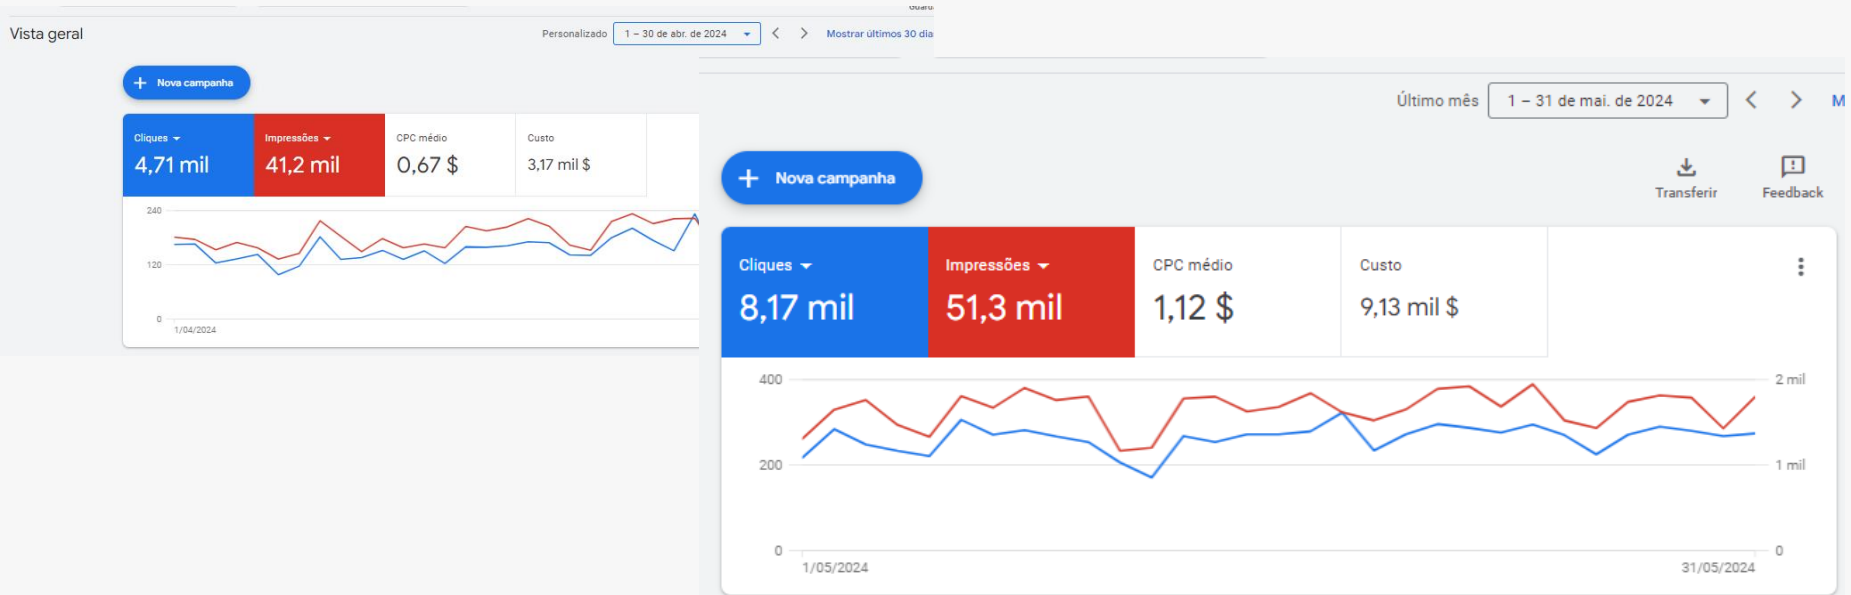 Vista geral
Personalizado
1 – 30 de abr. de 2024
Mostrar últimos 30 dia
Nova campanha
Cliques
Impressões
CPC médio
Custo
4,71 mil
41,2 mil
0,67 $
3,17 mil $
240
120
0
1/04/2024
Último mês
1 – 31 de mai. de 2024
M
Nova campanha
Transferir
Feedback
Cliques
Impressões
CPC médio
Custo
8,17 mil
51,3 mil
1,12 $
9,13 mil $
400
2 mil
200
1 mil
0
0
1/05/2024
31/05/2024